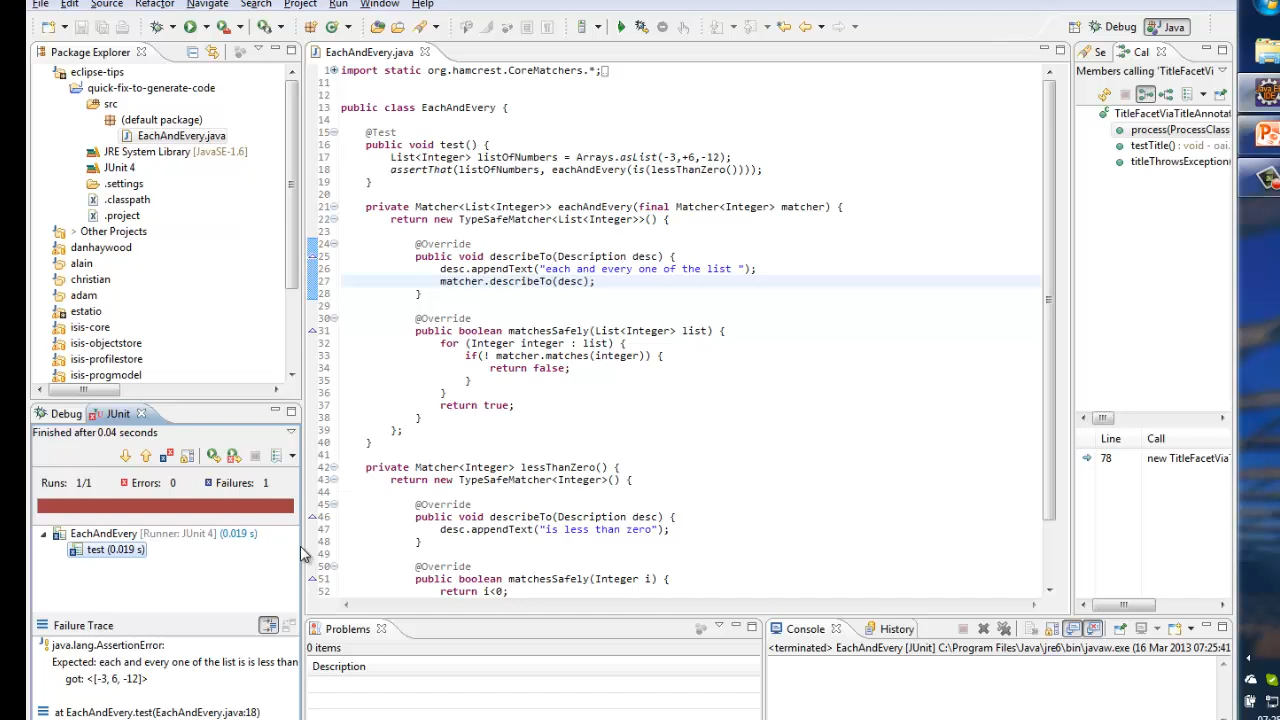 File Edit Source Refactor Navigate Search Project Run Window Help
Debug Java
Package Explorer
eclipse-tips
quick-fix-to-generate-code
src
(default package)
EachAndEvery.java
JRE System Library [JavaSE-1.6]
JUnit 4
.settings
.classpath
.project
Other Projects
danhaywood
alain
christian
adam
estatio
isis-core
isis-objectstore
isis-profilestore
isis-progmodel
Debug JUnit
Finished after 0.04 seconds
Runs: 1/1 Errors: 0 Failures: 1
EachAndEvery [Runner: JUnit 4] (0.019 s)
test (0.019 s)
Failure Trace
java.lang.AssertionError:
Expected: each and every one of the list is is less than
got: <[-3, 6, -12]>
at EachAndEvery.test(EachAndEvery.java:18)
EachAndEvery.java
1 import static org.hamcrest.CoreMatchers.*;
11
12
13 public class EachAndEvery {
14
15 @Test
16 public void test() {
17 List<Integer> listOfNumbers = Arrays.asList(-3,+6,-12);
18 assertThat(listOfNumbers, eachAndEvery(is(lessThanZero())));
19 }
20
21 private Matcher<List<Integer>> eachAndEvery(final Matcher<Integer> matcher) {
22 return new TypeSafeMatcher<List<Integer>>() {
23
24 @Override
25 public void describeTo(Description desc) {
26 desc.appendText("each and every one of the list ");
27 matcher.describeTo(desc);
28 }
29
30 @Override
31 public boolean matchesSafely(List<Integer> list) {
32 for (Integer integer : list) {
33 if(! matcher.matches(integer)) {
34 return false;
35 }
36 }
37 return true;
38 }
39 };
40 }
41
42 private Matcher<Integer> lessThanZero() {
43 return new TypeSafeMatcher<Integer>() {
44
45 @Override
46 public void describeTo(Description desc) {
47 desc.appendText("is less than zero");
48 }
49
50 @Override
51 public boolean matchesSafely(Integer i) {
52 return i<0;
Problems
0 items
Description
Console History
<terminated> EachAndEvery [JUnit] C:\Program Files\Java\jre6\bin\javaw.exe (16 Mar 2013 07:25:41
Se Cal
Members calling 'TitleFacetVi
TitleFacetViaTitleAnnotat
process(ProcessClass
testTitle() : void - oai.
titleThrowsException(
Line Call
78 new TitleFacetVia